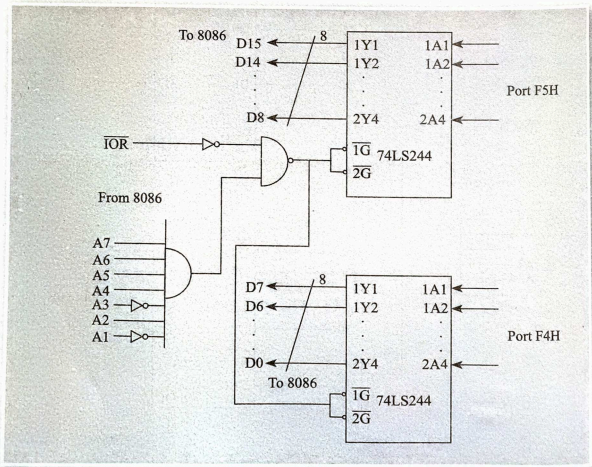 To 8086
8
D15
1Y1
1A1
D14
1Y2
1A2
Port F5H
D8
2Y4
2A4
IOR
1G
74LS244
2G
From 8086
A7
A6
A5
A4
A3
A2
A1
8
D7
1Y1
1A1
D6
1Y2
1A2
Port F4H
D0
2Y4
2A4
To 8086
1G
74LS244
2G